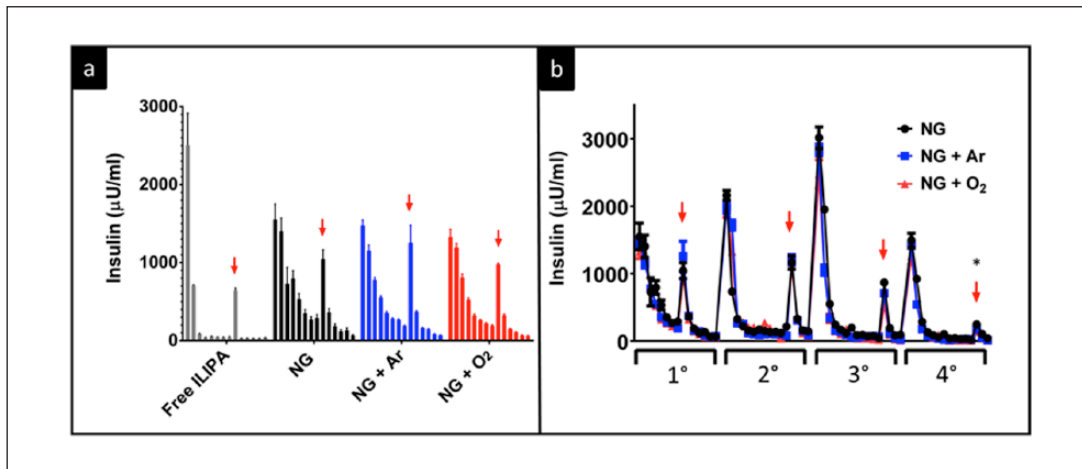 a
Insulin (µU/ml)
3000
2000
1000
0
Free ILIPA
NG
NG + Ar
NG + O₂
b
Insulin (µU/ml)
3000
2000
1000
0
NG
NG + Ar
NG + O₂
*
1°
2°
3°
4°